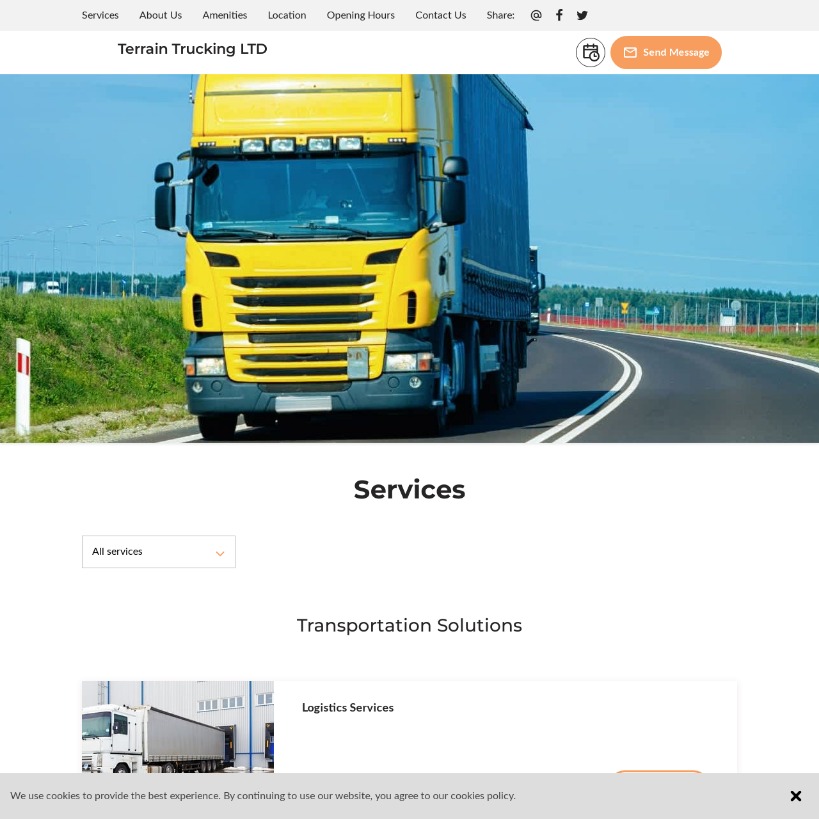 Services About Us Amenities Location Opening Hours Contact Us Share:
Terrain Trucking LTD
Send Message
Services
All services
Transportation Solutions
Logistics Services
We use cookies to provide the best experience. By continuing to use our website, you agree to our cookies policy.